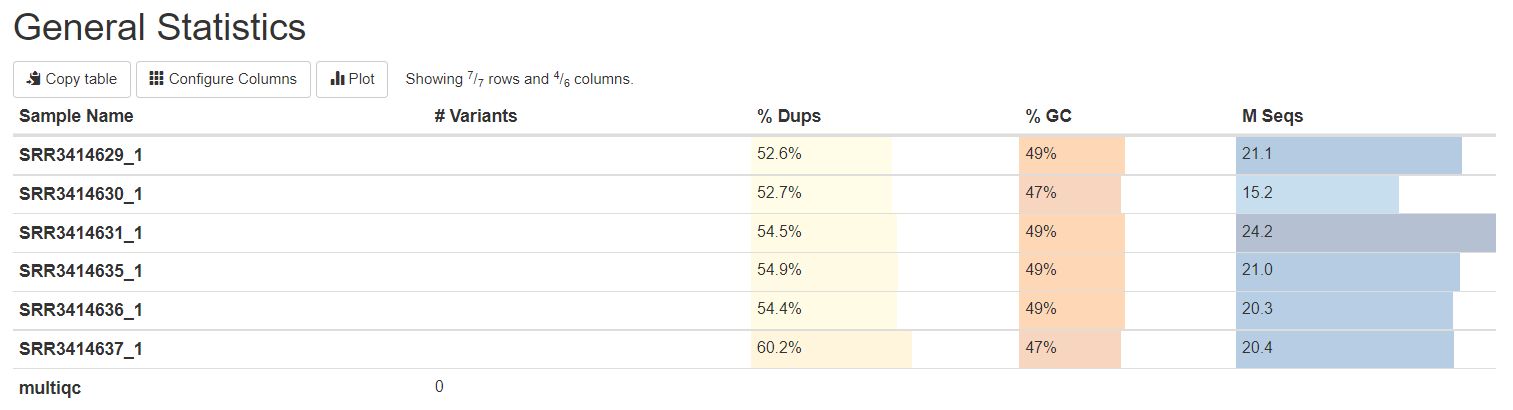 General Statistics
Copy table Configure Columns Plot Showing 7/7 rows and 4/6 columns.
Sample Name # Variants % Dups % GC M Seqs
SRR3414629_1 52.6% 49% 21.1
SRR3414630_1 52.7% 47% 15.2
SRR3414631_1 54.5% 49% 24.2
SRR3414635_1 54.9% 49% 21.0
SRR3414636_1 54.4% 49% 20.3
SRR3414637_1 60.2% 47% 20.4
multiqc 0